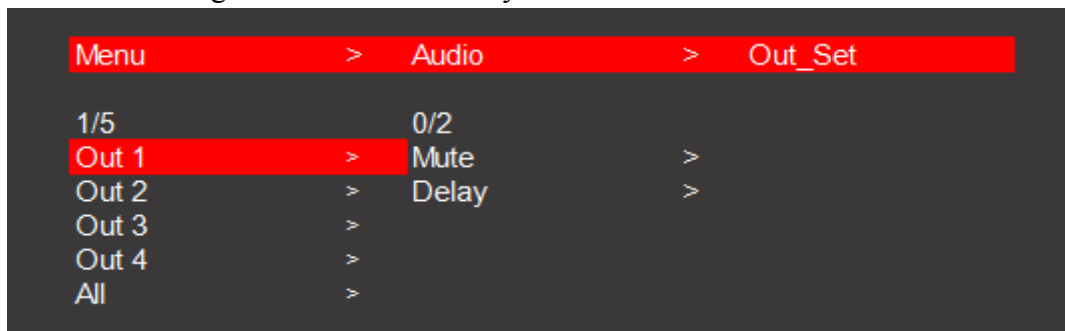 Menu > Audio > Out_Set
1/5 0/2
Out 1 > Mute >
Out 2 > Delay >
Out 3 >
Out 4 >
All >